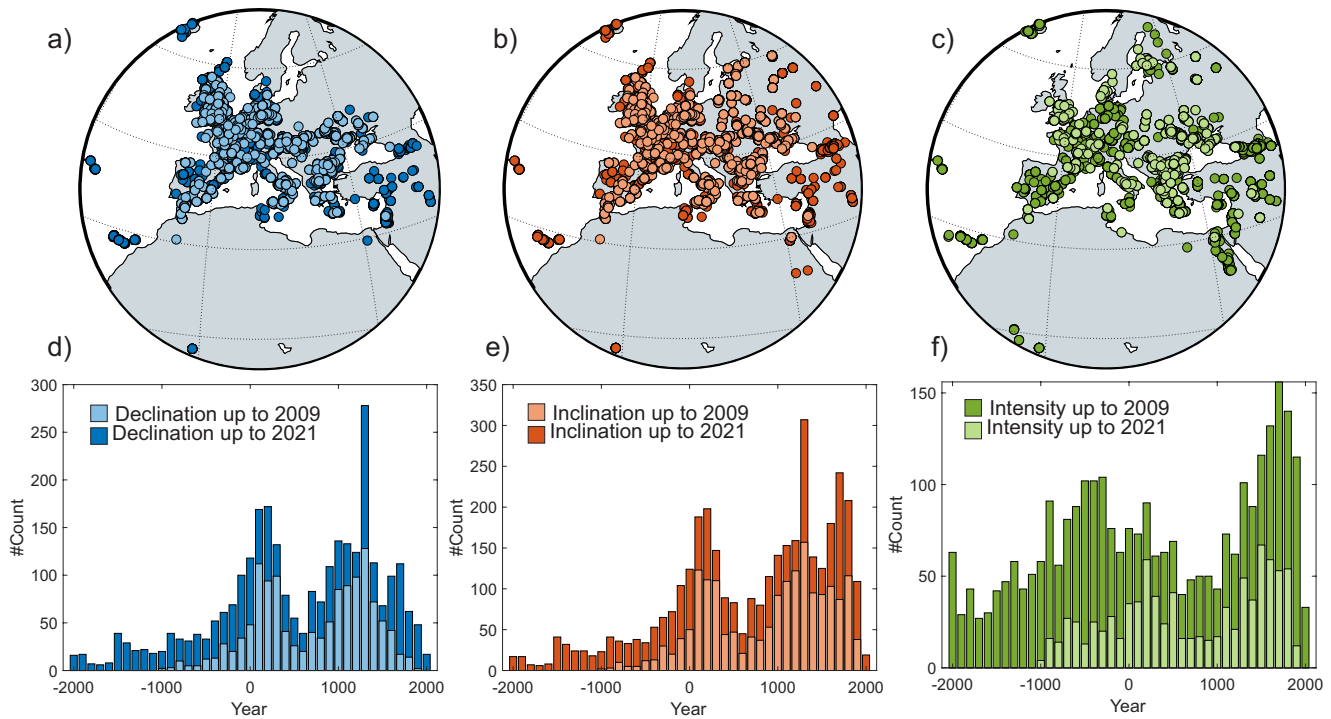 a)
b)
c)
d)
e)
f)
300
250
200
150
100
50
0
#Count
Declination up to 2009
Declination up to 2021
-2000
-1000
0
1000
2000
Year
350
300
250
200
150
100
50
0
#Count
Inclination up to 2009
Inclination up to 2021
-2000
-1000
0
1000
2000
Year
150
100
50
0
#Count
Intensity up to 2009
Intensity up to 2021
-2000
-1000
0
1000
2000
Year